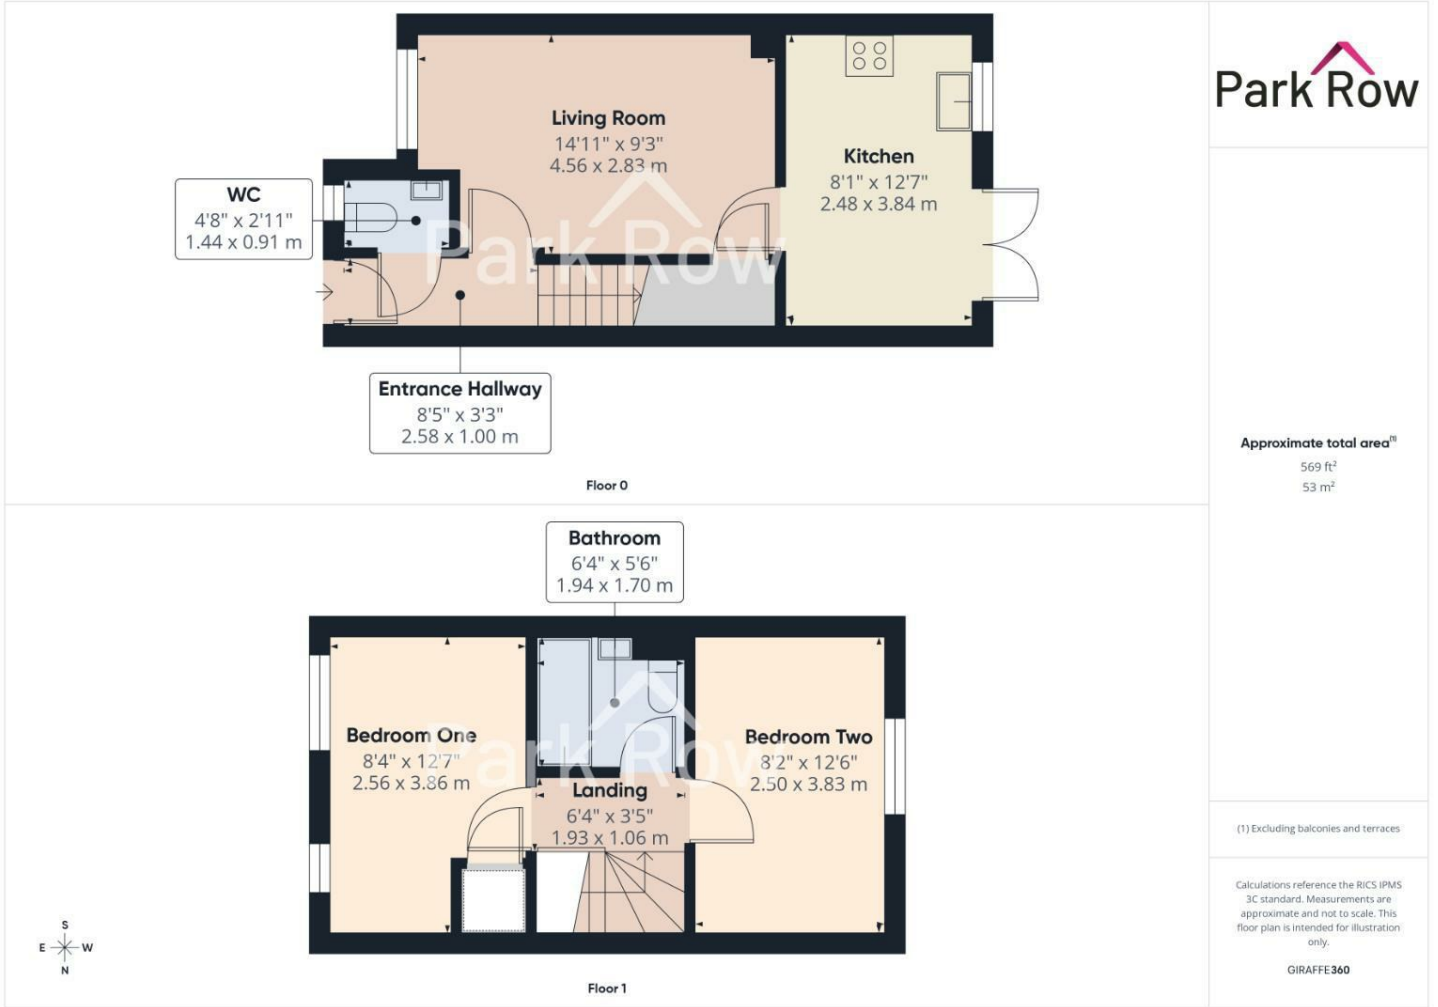 Living Room
14'11" x 9'3"
4.56 x 2.83 m
Kitchen
8'1" x 12'7"
2.48 x 3.84 m
WC
4'8" x 2'11"
1.44 x 0.91 m
Park Row
Entrance Hallway
8'5" x 3'3"
2.58 x 1.00 m
Floor 0
Bathroom
6'4" x 5'6"
1.94 x 1.70 m
Bedroom One
8'4" x 12'7"
2.56 x 3.86 m
Park Row
Bedroom Two
8'2" x 12'6"
2.50 x 3.83 m
Landing
6'4" x 3'5"
1.93 x 1.06 m
S
E W
N
Floor 1
Park Row
Approximate total area(1)
569 ft²
53 m²
(1) Excluding balconies and terraces
Calculations reference the RICS IPMS
3C standard. Measurements are
approximate and not to scale. This
floor plan is intended for illustration
only.
GIRAFFE360